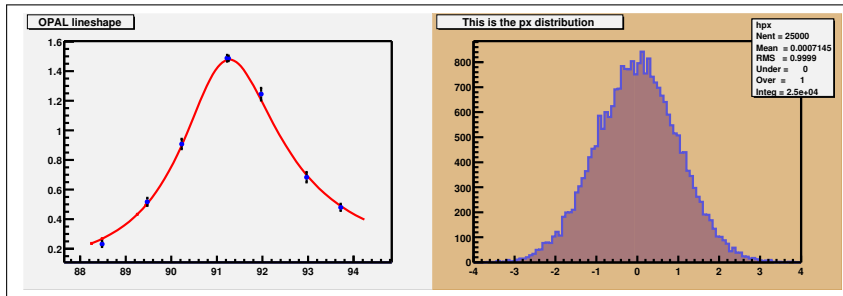 OPAL lineshape
1.6
1.4
1.2
1
0.8
0.6
0.4
0.2
88 89 90 91 92 93 94
This is the px distribution
hpx
Nent = 25000
Mean = 0.0007145
RMS = 0.9999
Under = 0
Over = 1
Integ = 2.5e+04
800
700
600
500
400
300
200
100
0
-4 -3 -2 -1 0 1 2 3 4